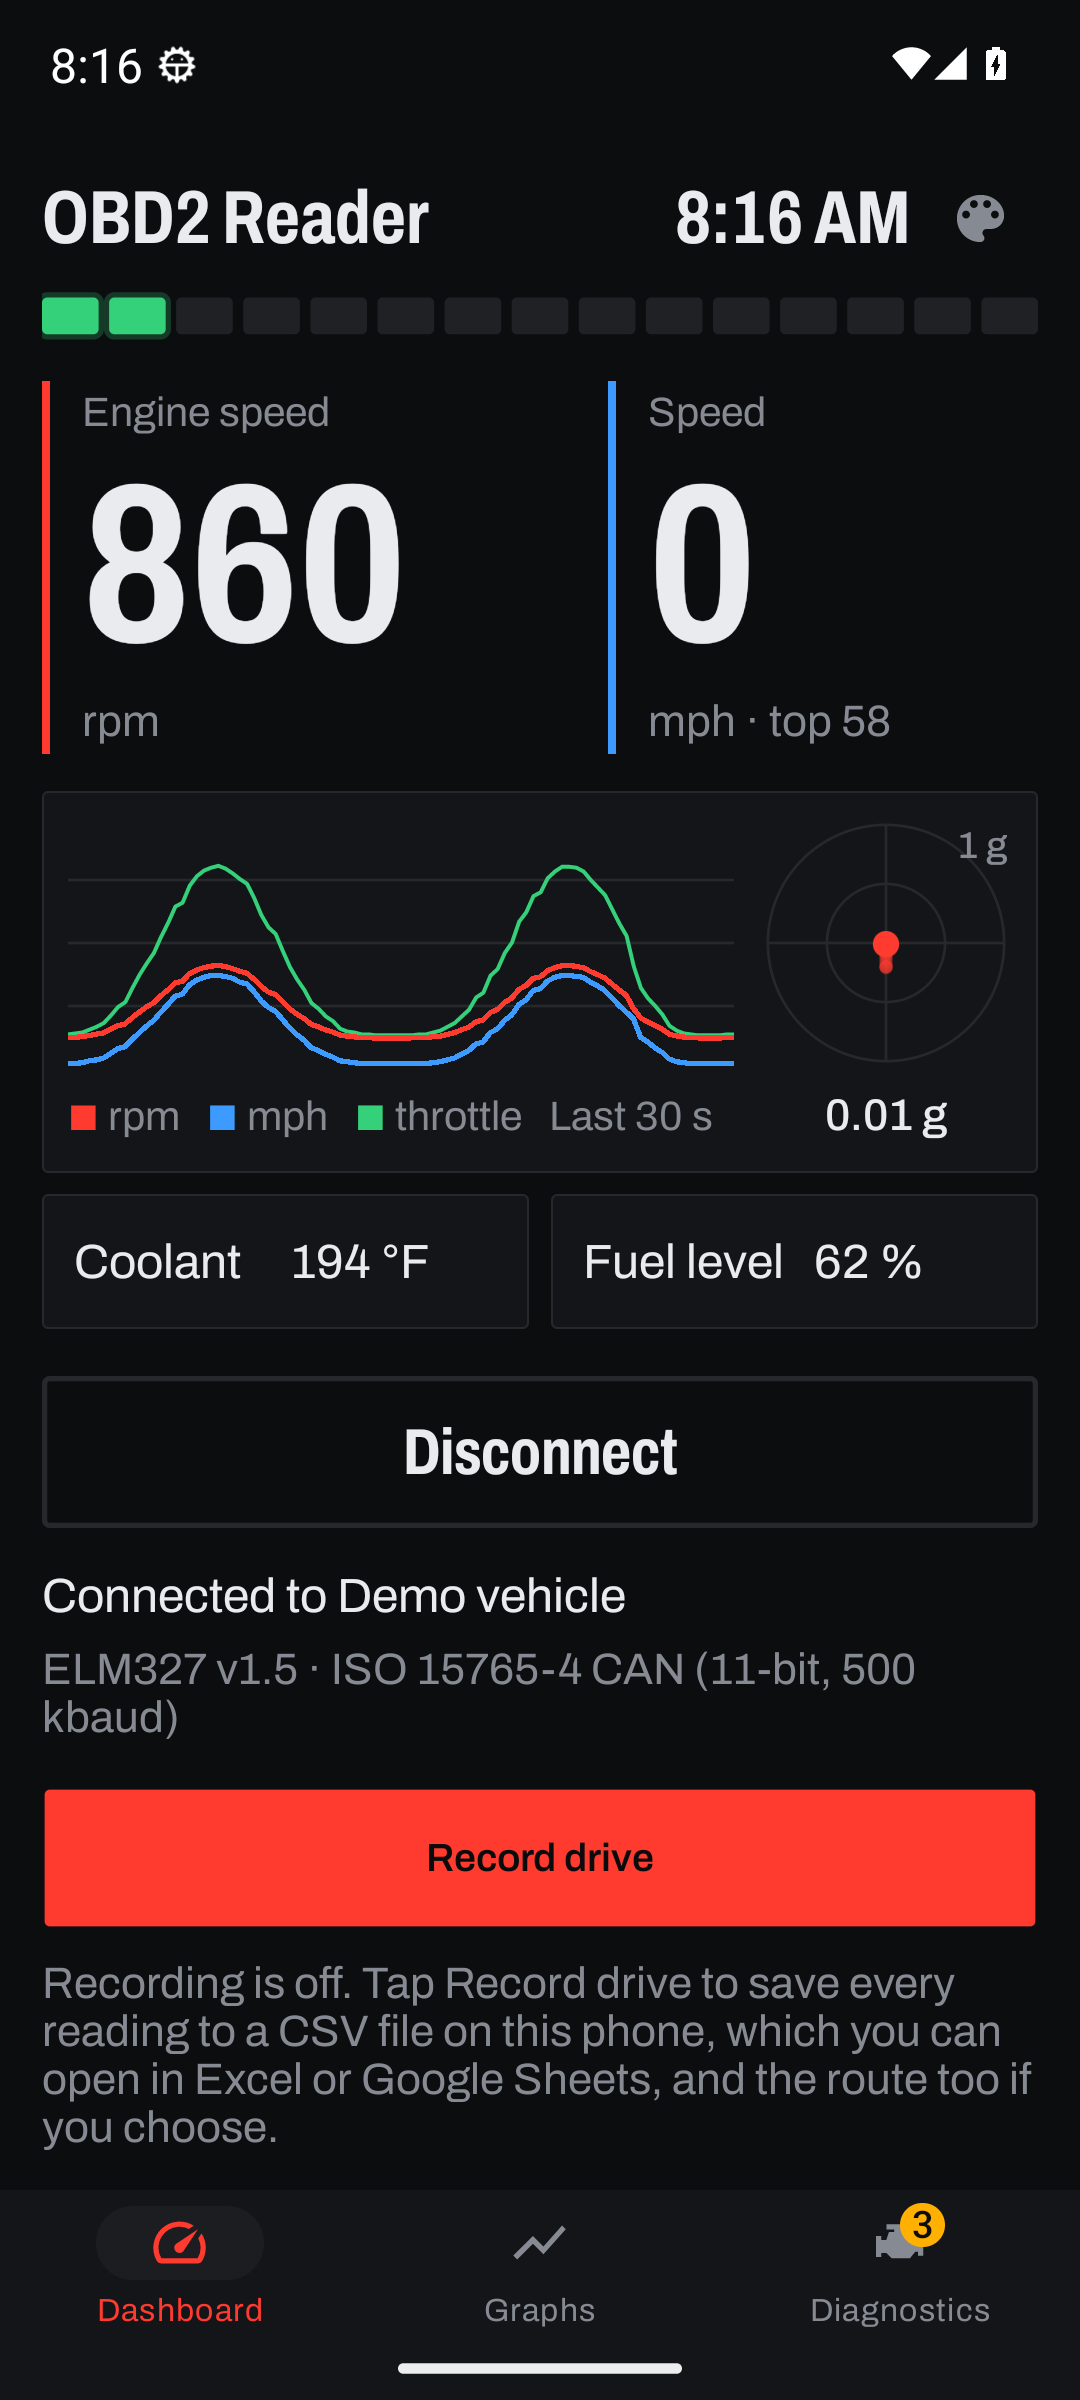 8:16
OBD2 Reader
8:16 AM
Engine speed
860
rpm
Speed
0
mph · top 58
1 g
rpm
mph
throttle
Last 30 s
0.01 g
Coolant 194 °F
Fuel level 62 %
Disconnect
Connected to Demo vehicle
ELM327 v1.5 · ISO 15765-4 CAN (11-bit, 500
kbaud)
Record drive
Recording is off. Tap Record drive to save every
reading to a CSV file on this phone, which you can
open in Excel or Google Sheets, and the route too if
you choose.
Dashboard
Graphs
3
Diagnostics